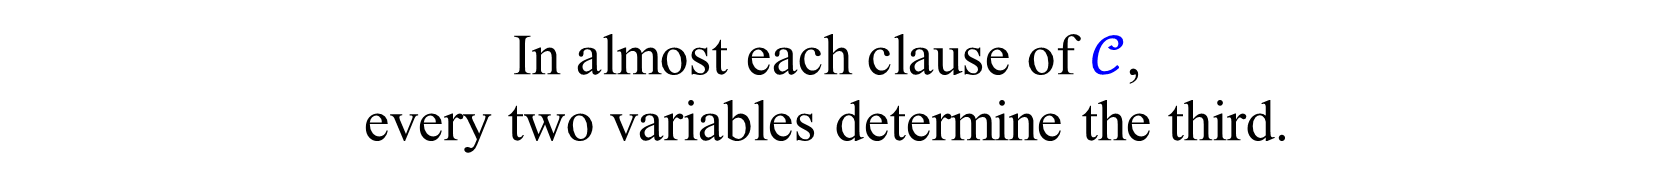 In almost each clause of 𝒞,
every two variables determine the third.